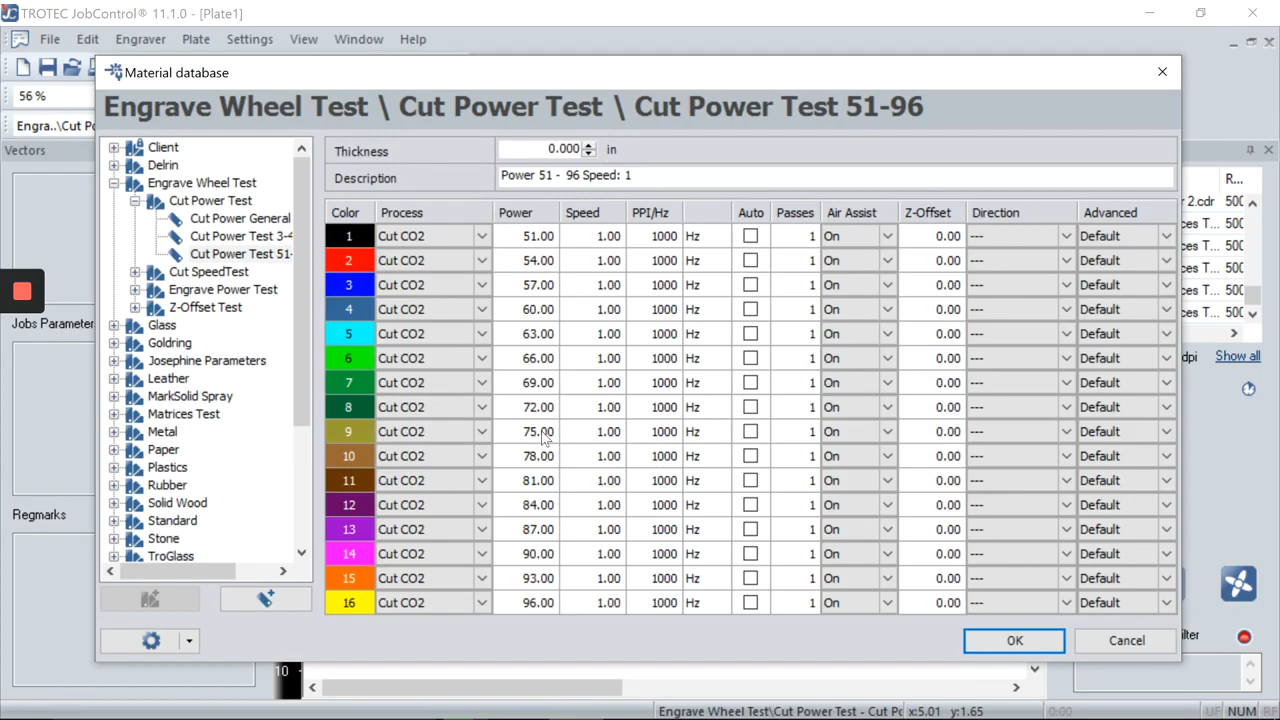 TROTEC JobControl® 11.1.0 - [Plate1]
File Edit Engraver Plate Settings View Window Help
56 %
Engra..\Cut Po
Vectors
Jobs Parameter
Regmarks
Material database
Engrave Wheel Test \ Cut Power Test \ Cut Power Test 51-96
Client
Delrin
Engrave Wheel Test
Cut Power Test
Cut Power General
Cut Power Test 3-4
Cut Power Test 51-
Cut SpeedTest
Engrave Power Test
Z-Offset Test
Glass
Goldring
Josephine Parameters
Leather
MarkSolid Spray
Matrices Test
Metal
Paper
Plastics
Rubber
Solid Wood
Standard
Stone
TroGlass
Thickness 0.000 in
Description Power 51 - 96 Speed: 1
Color Process Power Speed PPI/Hz Auto Passes Air Assist Z-Offset Direction Advanced
1 Cut CO2 51.00 1.00 1000 Hz 1 On 0.00 --- Default
2 Cut CO2 54.00 1.00 1000 Hz 1 On 0.00 --- Default
3 Cut CO2 57.00 1.00 1000 Hz 1 On 0.00 --- Default
4 Cut CO2 60.00 1.00 1000 Hz 1 On 0.00 --- Default
5 Cut CO2 63.00 1.00 1000 Hz 1 On 0.00 --- Default
6 Cut CO2 66.00 1.00 1000 Hz 1 On 0.00 --- Default
7 Cut CO2 69.00 1.00 1000 Hz 1 On 0.00 --- Default
8 Cut CO2 72.00 1.00 1000 Hz 1 On 0.00 --- Default
9 Cut CO2 75.00 1.00 1000 Hz 1 On 0.00 --- Default
10 Cut CO2 78.00 1.00 1000 Hz 1 On 0.00 --- Default
11 Cut CO2 81.00 1.00 1000 Hz 1 On 0.00 --- Default
12 Cut CO2 84.00 1.00 1000 Hz 1 On 0.00 --- Default
13 Cut CO2 87.00 1.00 1000 Hz 1 On 0.00 --- Default
14 Cut CO2 90.00 1.00 1000 Hz 1 On 0.00 --- Default
15 Cut CO2 93.00 1.00 1000 Hz 1 On 0.00 --- Default
16 Cut CO2 96.00 1.00 1000 Hz 1 On 0.00 --- Default
OK Cancel
R...
2.cdr 500
ces T... 500
ces T... 500
ces T... 500
ces T... 500
ces T... 500
dpi Show all
ilter
10
Engrave Wheel Test\Cut Power Test - Cut Po x:5.01 y:1.65 0:00 UF NUM RF